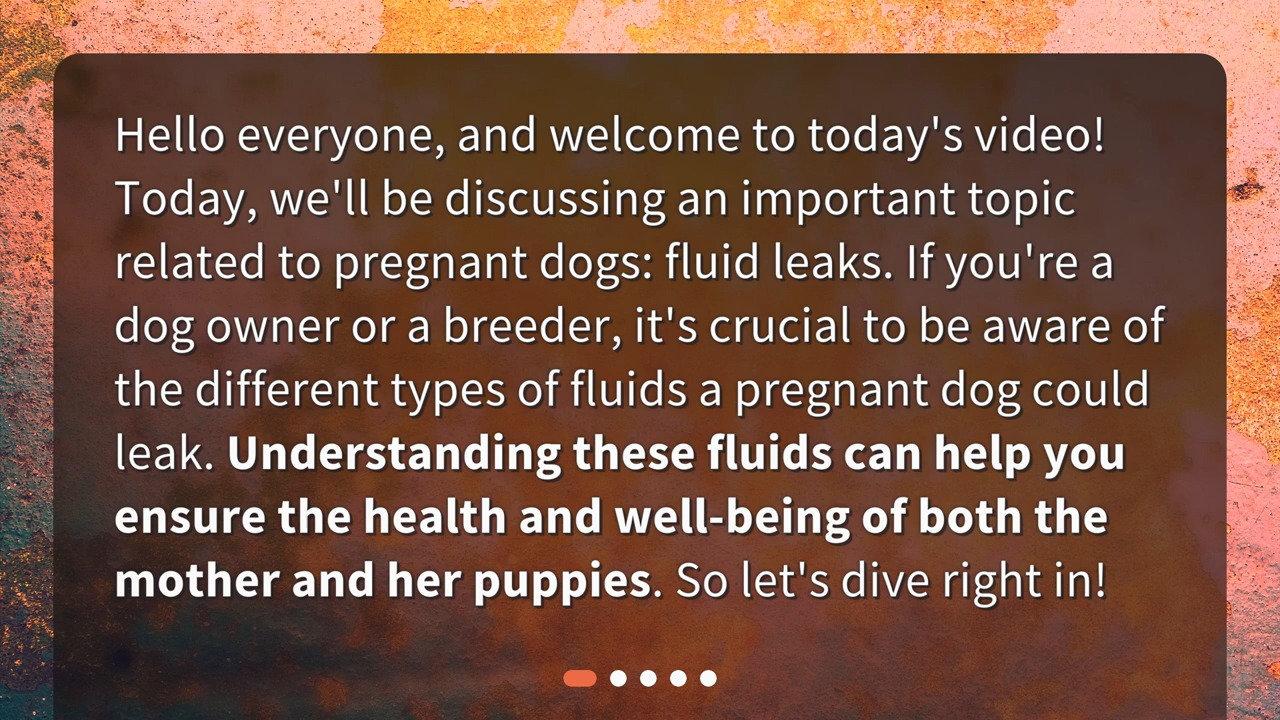 Hello everyone, and welcome to today's video!
Today, we'll be discussing an important topic
related to pregnant dogs: fluid leaks. If you're a
dog owner or a breeder, it's crucial to be aware of
the different types of fluids a pregnant dog could
leak. Understanding these fluids can help you
ensure the health and well-being of both the
mother and her puppies. So let's dive right in!